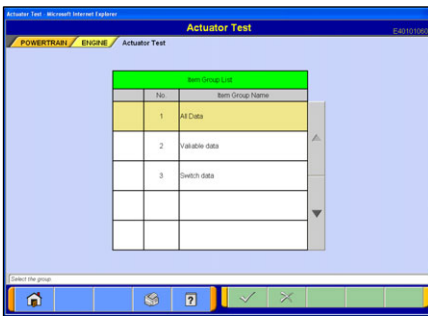 Actuator Test - Microsoft Internet Explorer
Actuator Test
E40101060
POWERTRAIN ENGINE Actuator Test
Item Group List
No. Item Group Name
1 All Data
2 Valiable data
3 Switch data
Select the group.
?